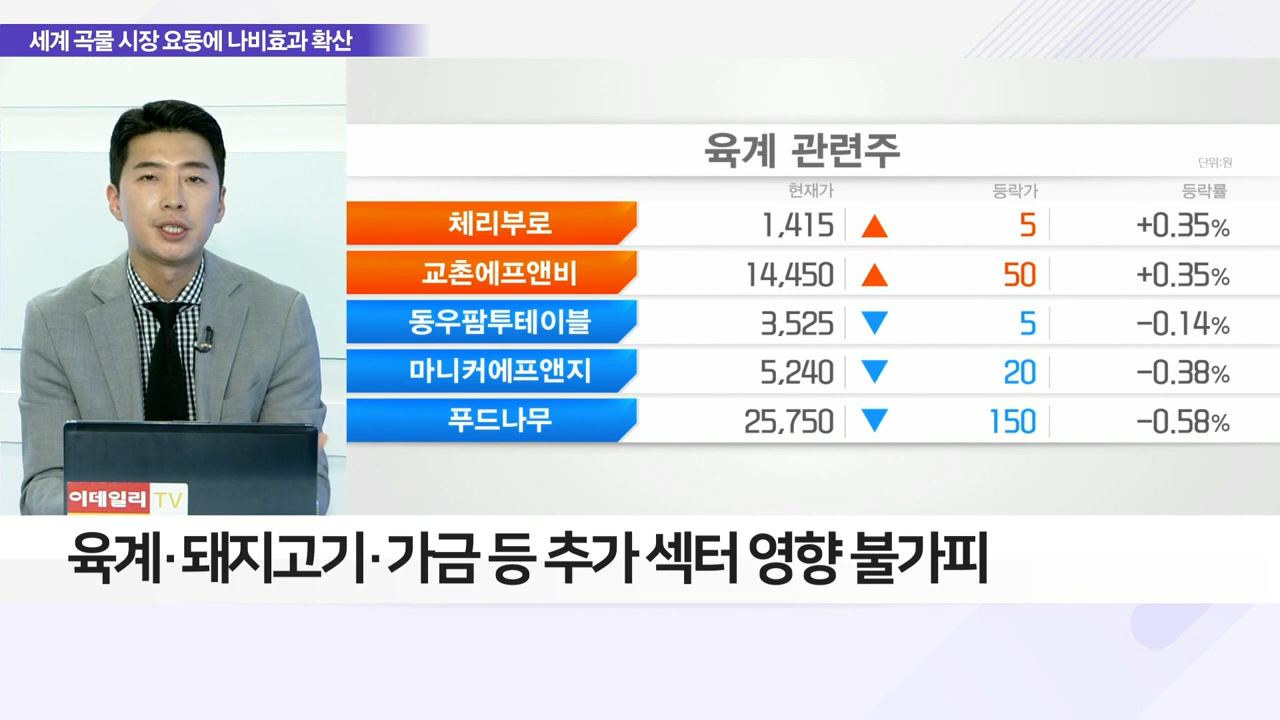 세계 곡물 시장 요동에 나비효과 확산
육계 관련주
단위:원
현재가 등락가 등락률
체리부로 1,415 ▲ 5 +0.35%
교촌에프앤비 14,450 ▲ 50 +0.35%
동우팜투테이블 3,525 ▼ 5 -0.14%
마니커에프앤지 5,240 ▼ 20 -0.38%
푸드나무 25,750 ▼ 150 -0.58%
이데일리 TV
육계·돼지고기·가금 등 추가 섹터 영향 불가피